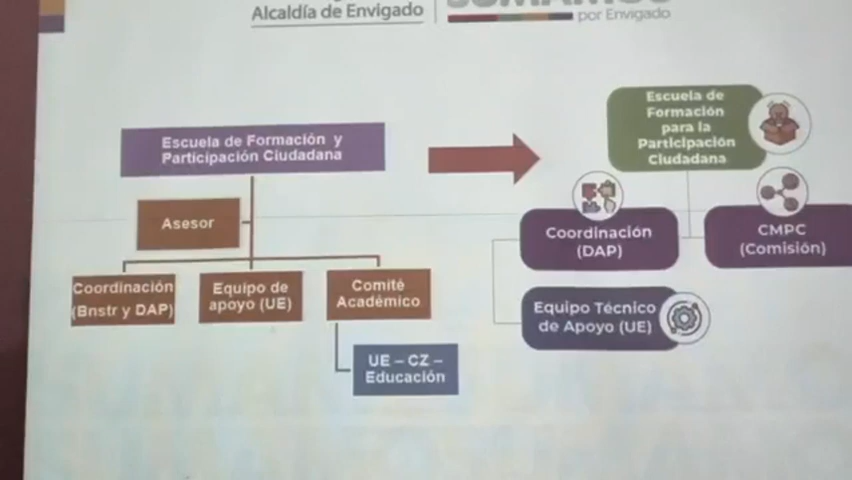 Alcaldía de Envigado
por Envigado
Escuela de Formación y
Participación Ciudadana
Asesor
Coordinación
(Bnstr y DAP)
Equipo de
apoyo (UE)
Comité
Académico
UE – CZ –
Educación
Escuela de
Formación
para la
Participación
Ciudadana
Coordinación
(DAP)
CMPC
(Comisión)
Equipo Técnico
de Apoyo (UE)